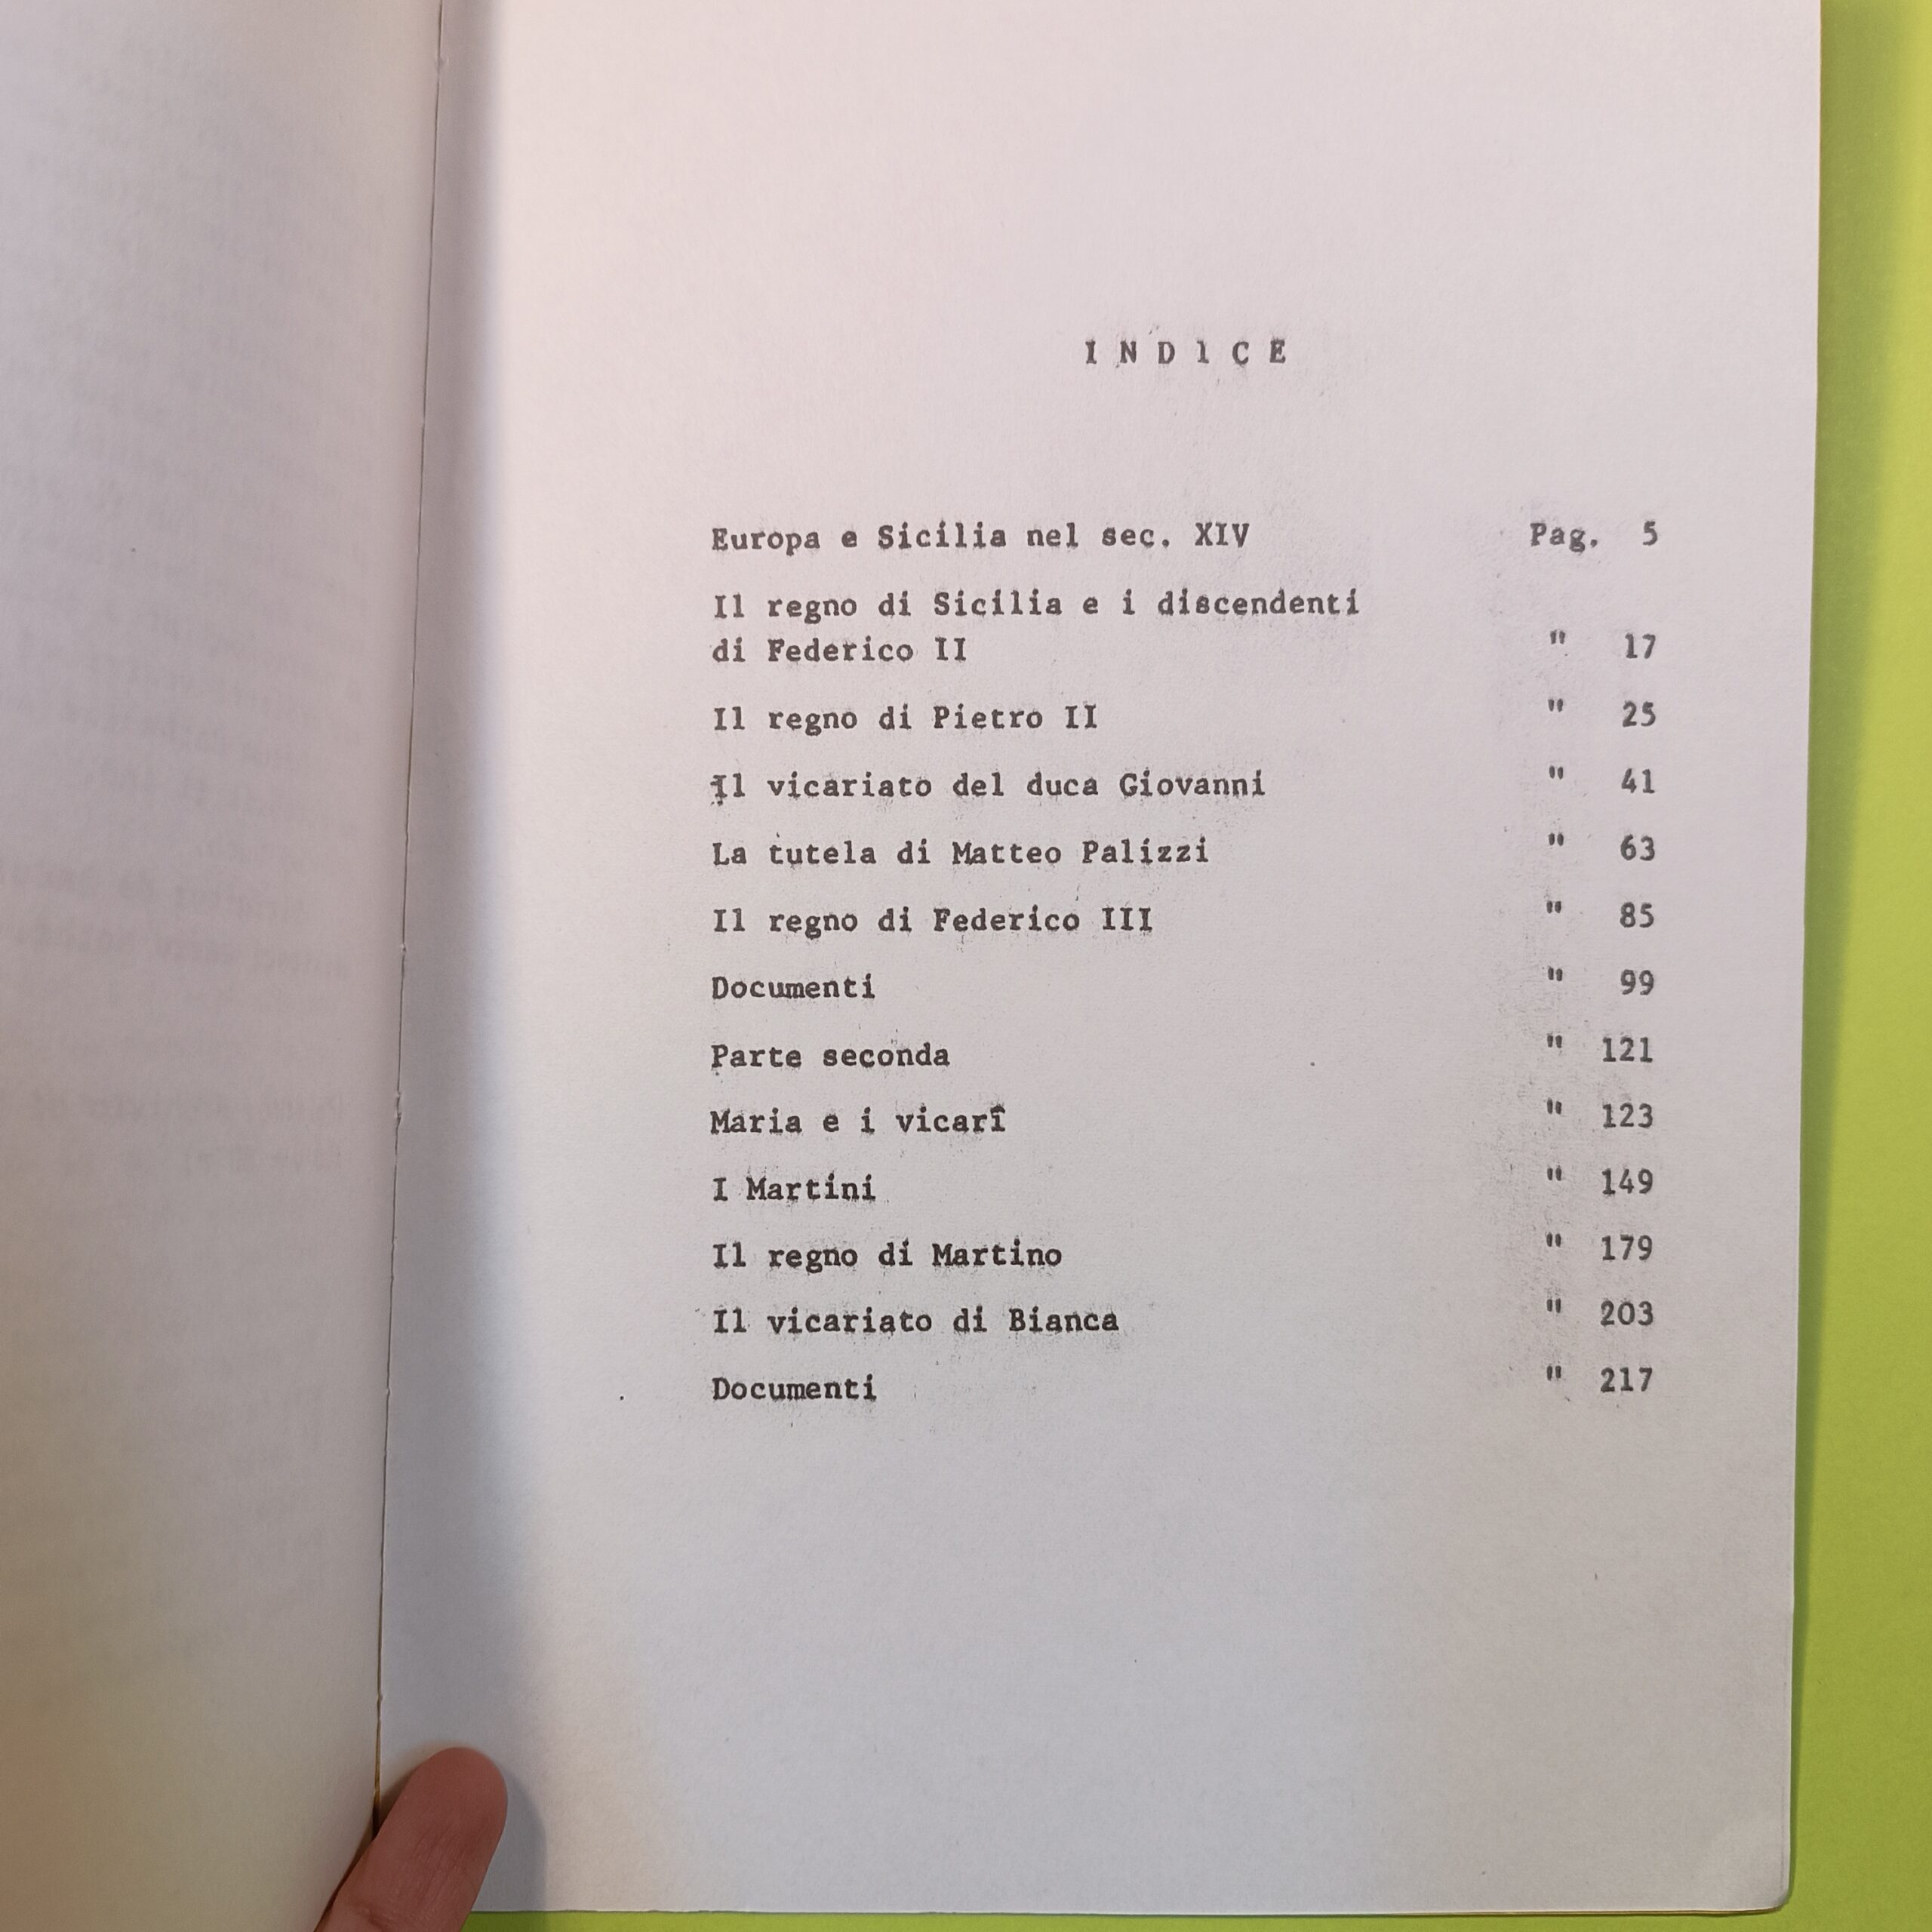 INDICE
Europa e Sicilia nel sec. XIV Pag. 5
Il regno di Sicilia e i discendenti
di Federico II " 17
Il regno di Pietro II " 25
Il vicariato del duca Giovanni " 41
La tutela di Matteo Palizzi " 63
Il regno di Federico III " 85
Documenti " 99
Parte seconda " 121
Maria e i vicarî " 123
I Martini " 149
Il regno di Martino " 179
Il vicariato di Bianca " 203
Documenti " 217